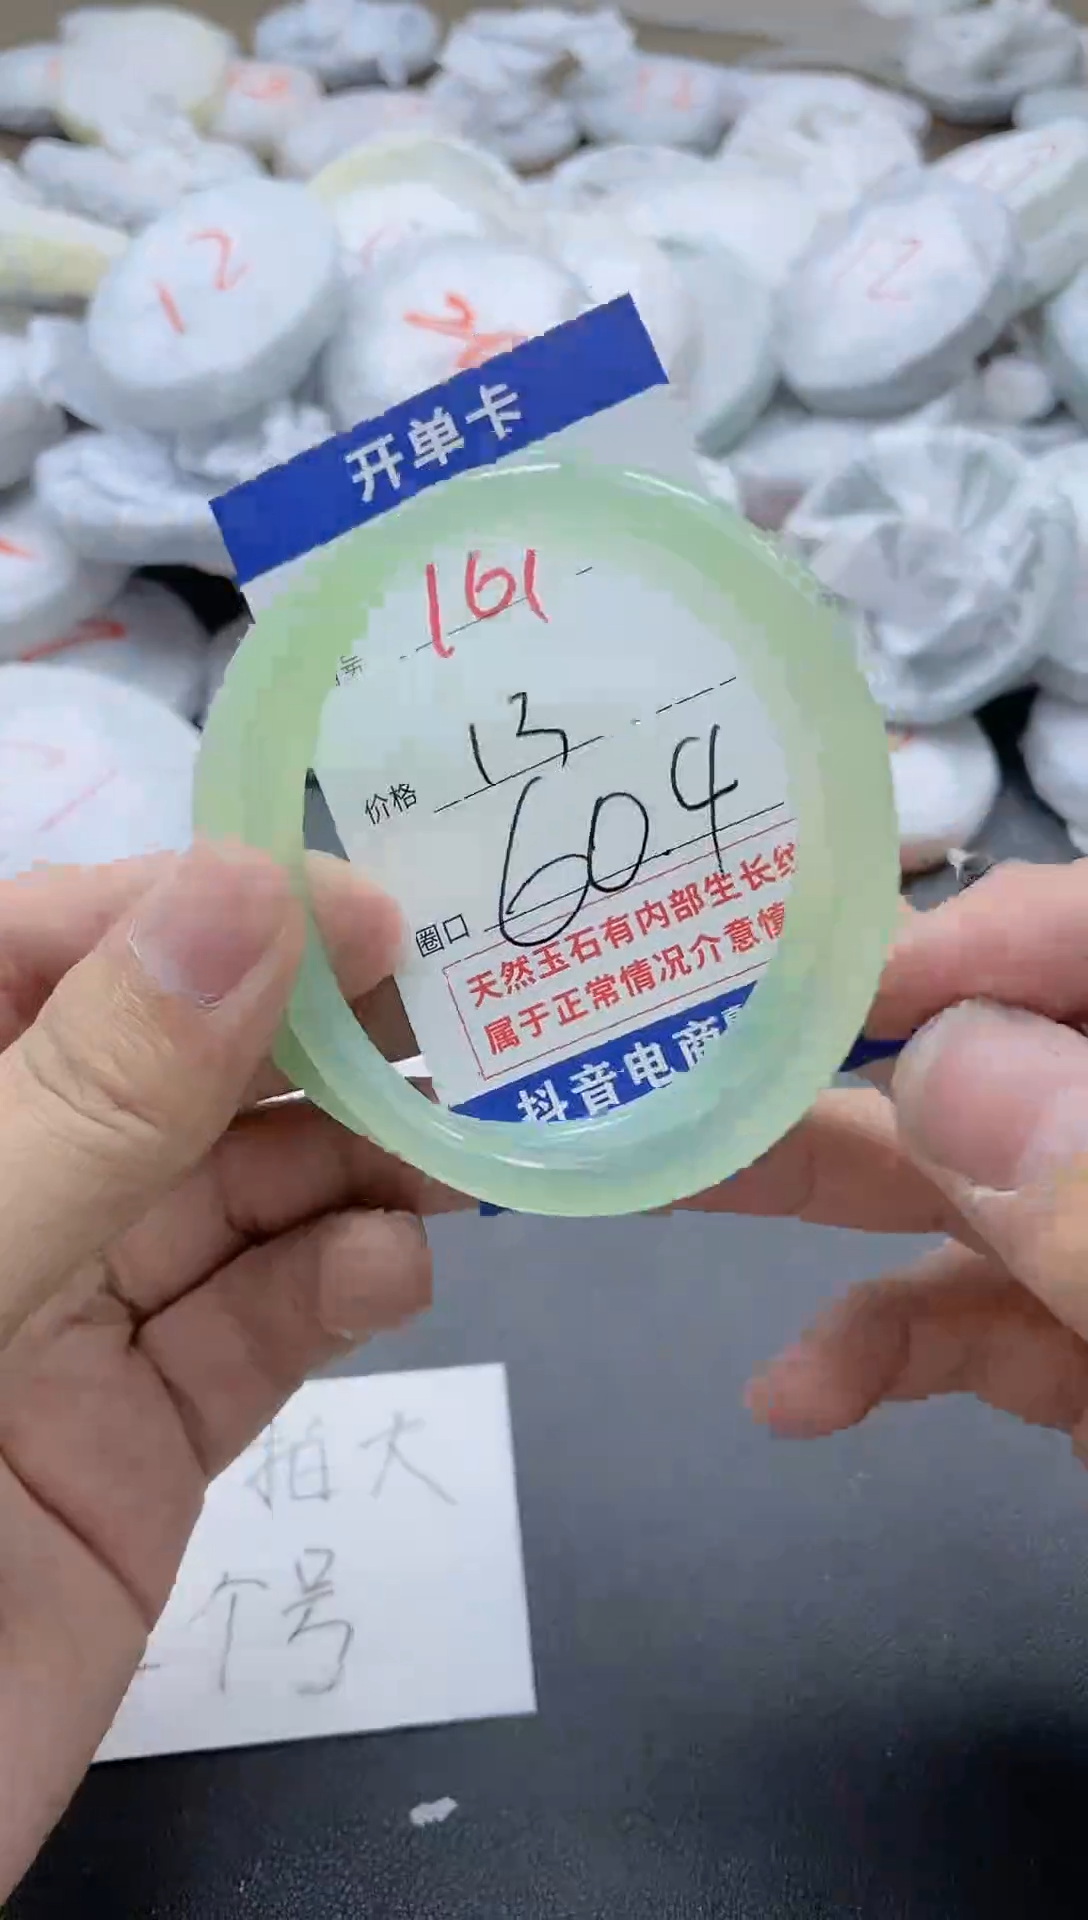 12
12
开单卡
161
价格 13
圈口 60.4
天然玉石有内部生长纹
属于正常情况介意慎
抖音电商
拍大
个号